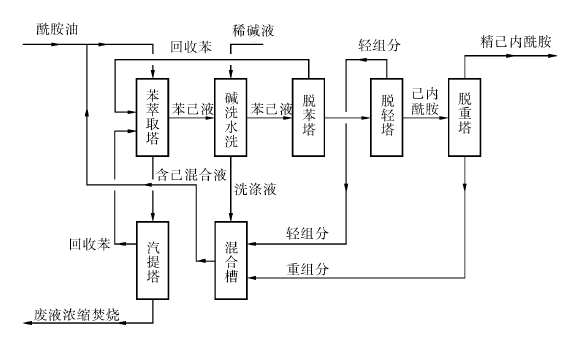 酰胺油
回收苯
稀碱液
轻组分
精己内酰胺
苯萃取塔
苯己液
碱洗水洗
苯己液
脱苯塔
脱轻塔
己内
酰胺
脱重塔
含己混合液
洗涤液
回收苯
汽提塔
混合槽
轻组分
重组分
废液浓缩焚烧